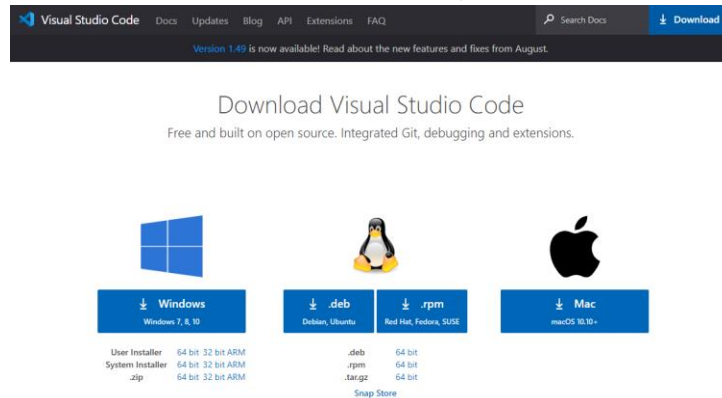 Visual Studio Code Docs Updates Blog API Extensions FAQ Search Docs Download
Version 1.49 is now available! Read about the new features and fixes from August.
Download Visual Studio Code
Free and built on open source. Integrated Git, debugging and extensions.
Windows
Windows 7, 8, 10
User Installer 64 bit 32 bit ARM
System Installer 64 bit 32 bit ARM
.zip 64 bit 32 bit ARM
.deb
Debian, Ubuntu
.rpm
Red Hat, Fedora, SUSE
.deb 64 bit
.rpm 64 bit
.tar.gz 64 bit
Snap Store
Mac
macOS 10.10+